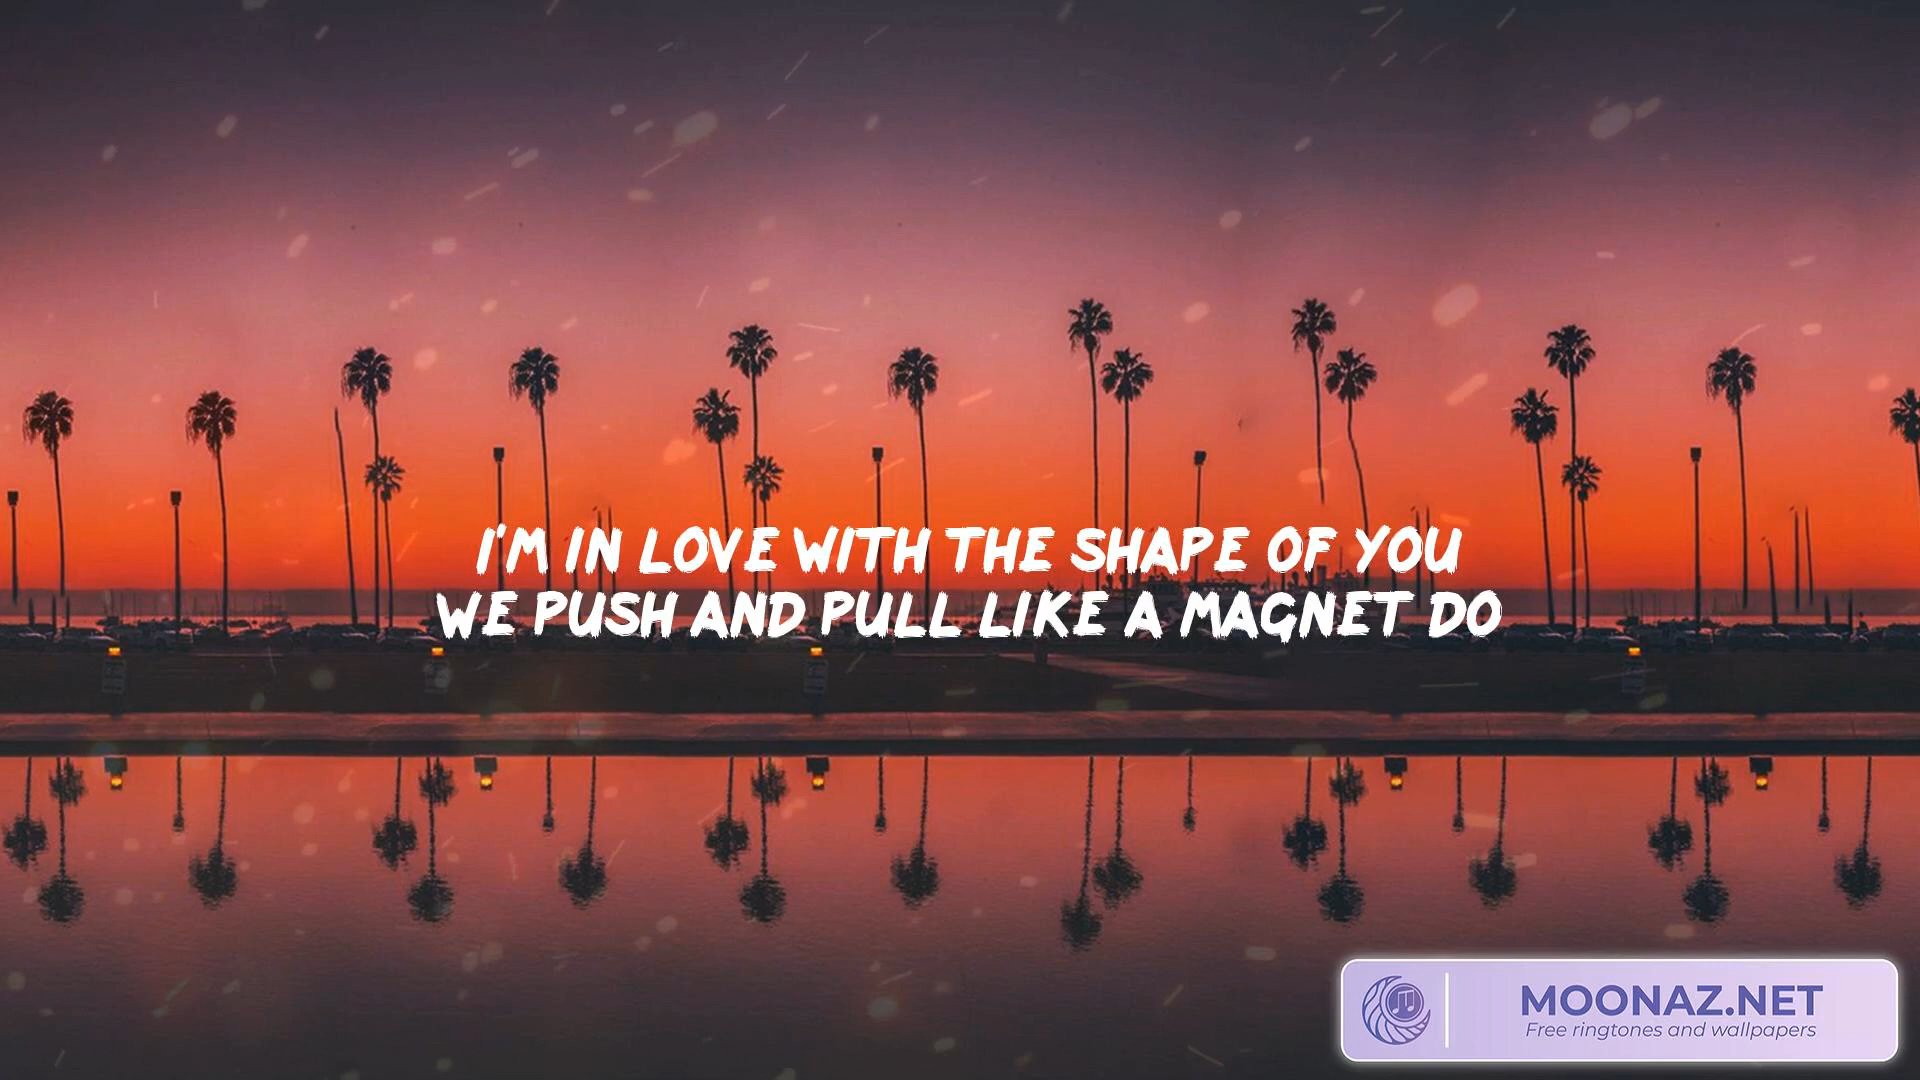 I'M IN LOVE WITH THE SHAPE OF YOU
WE PUSH AND PULL LIKE A MAGNET DO
MOONAZ.NET
Free ringtones and wallpapers